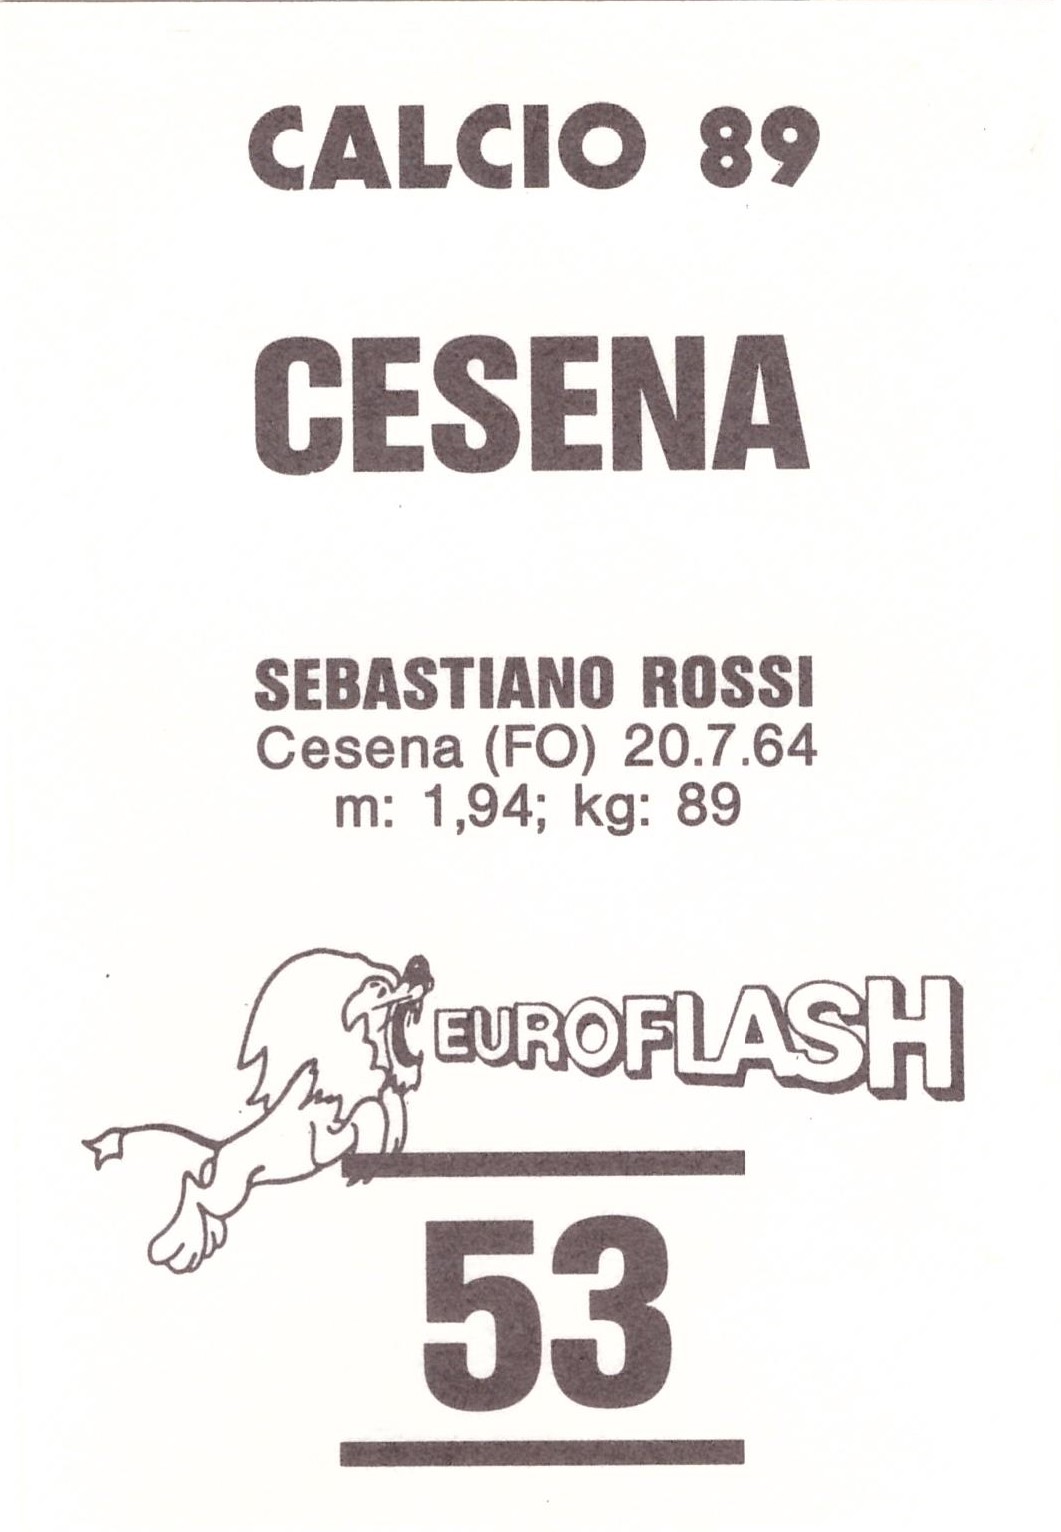 CALCIO 89
CESENA
SEBASTIANO ROSSI
Cesena (FO) 20.7.64
m: 1,94; kg: 89
EUROFLASH
53